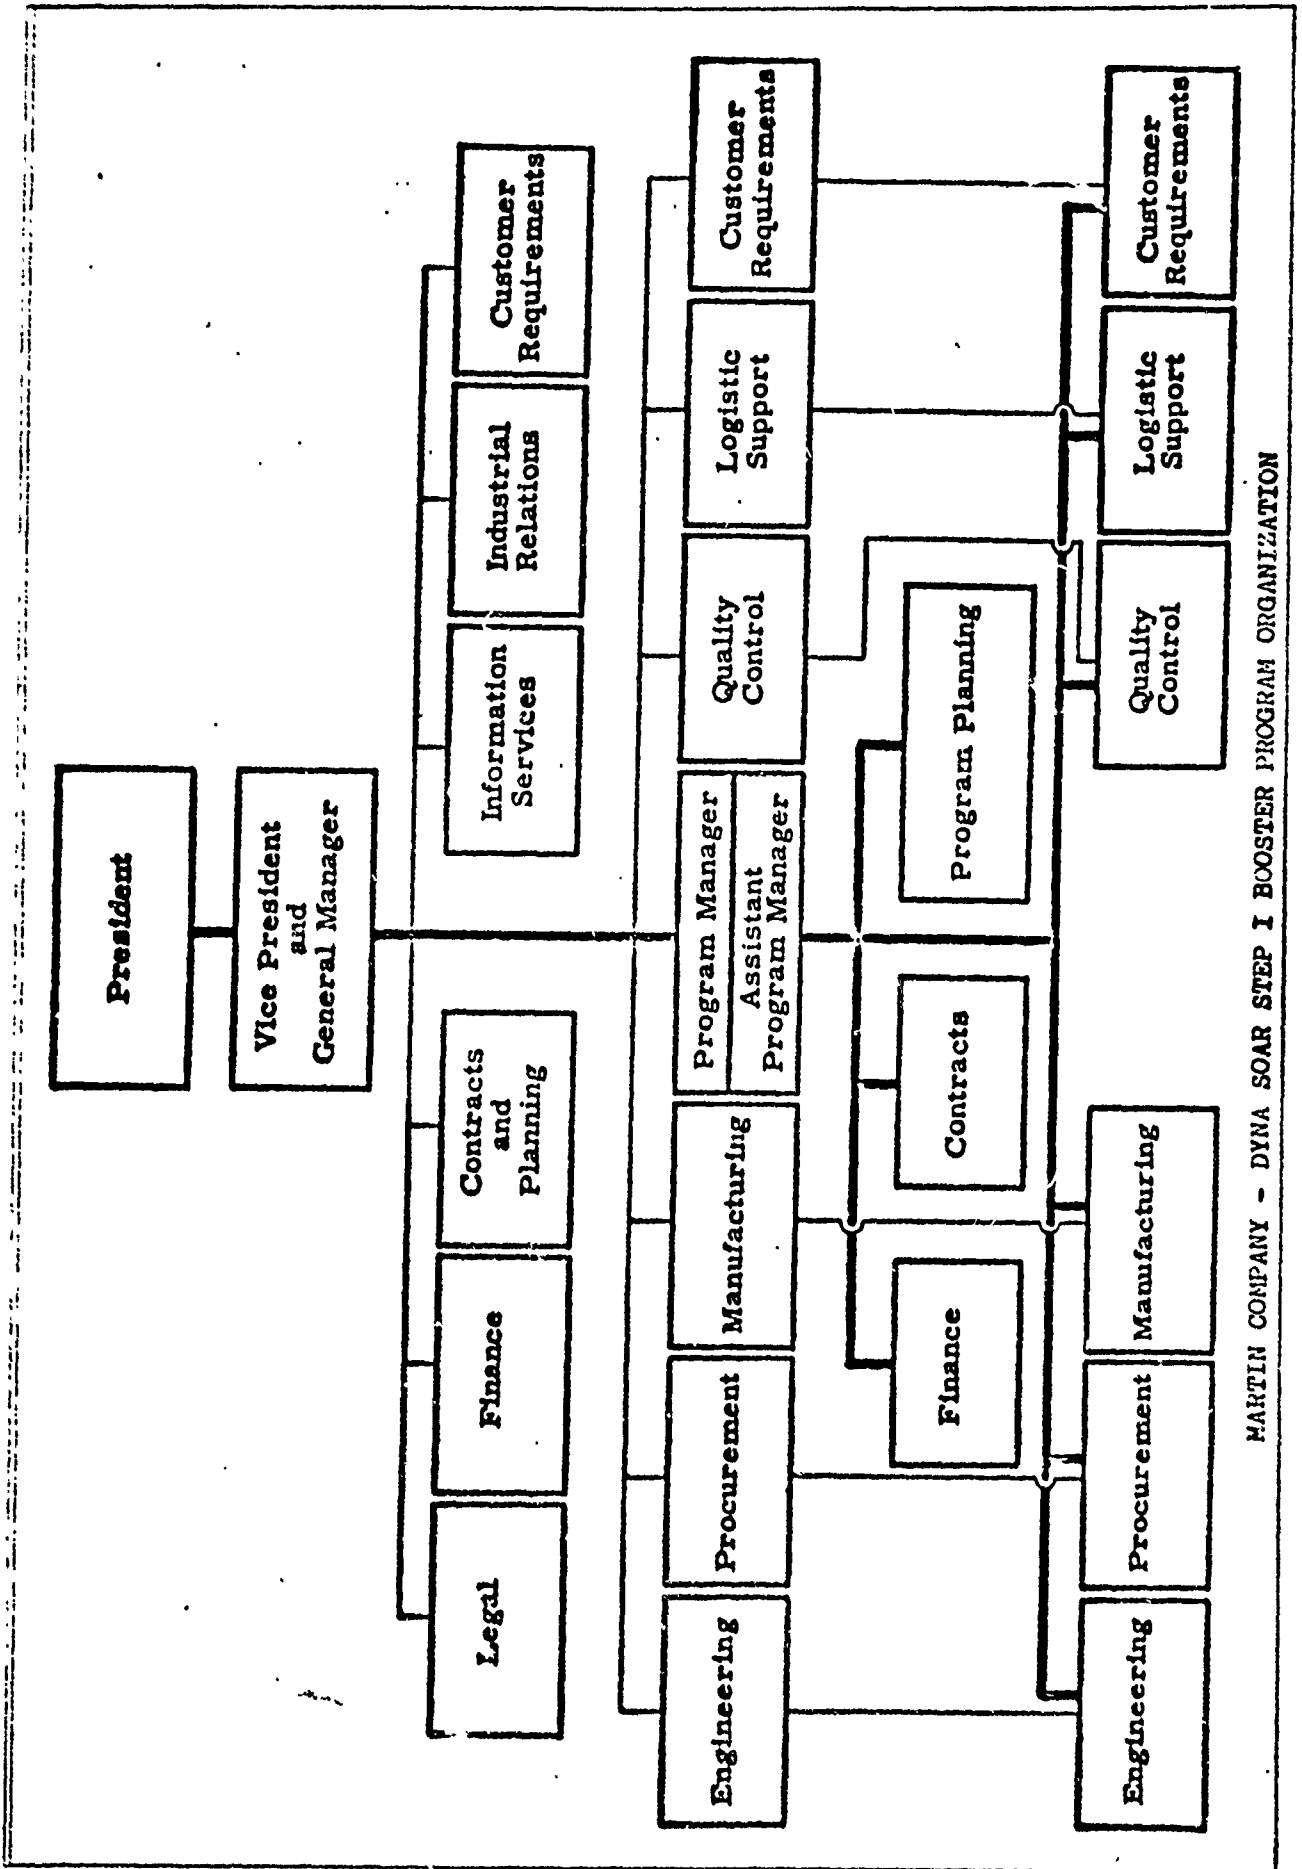 President
Vice President
and
General Manager
Legal
Finance
Contracts
and
Planning
Information
Services
Industrial
Relations
Customer
Requirements
Engineering
Procurement
Manufacturing
Program Manager
Assistant
Program Manager
Quality
Control
Logistic
Support
Customer
Requirements
Finance
Contracts
Program Planning
Engineering
Procurement
Manufacturing
Quality
Control
Logistic
Support
Customer
Requirements
MARTIN COMPANY - DYNA SOAR STEP I BOOSTER PROGRAM ORGANIZATION